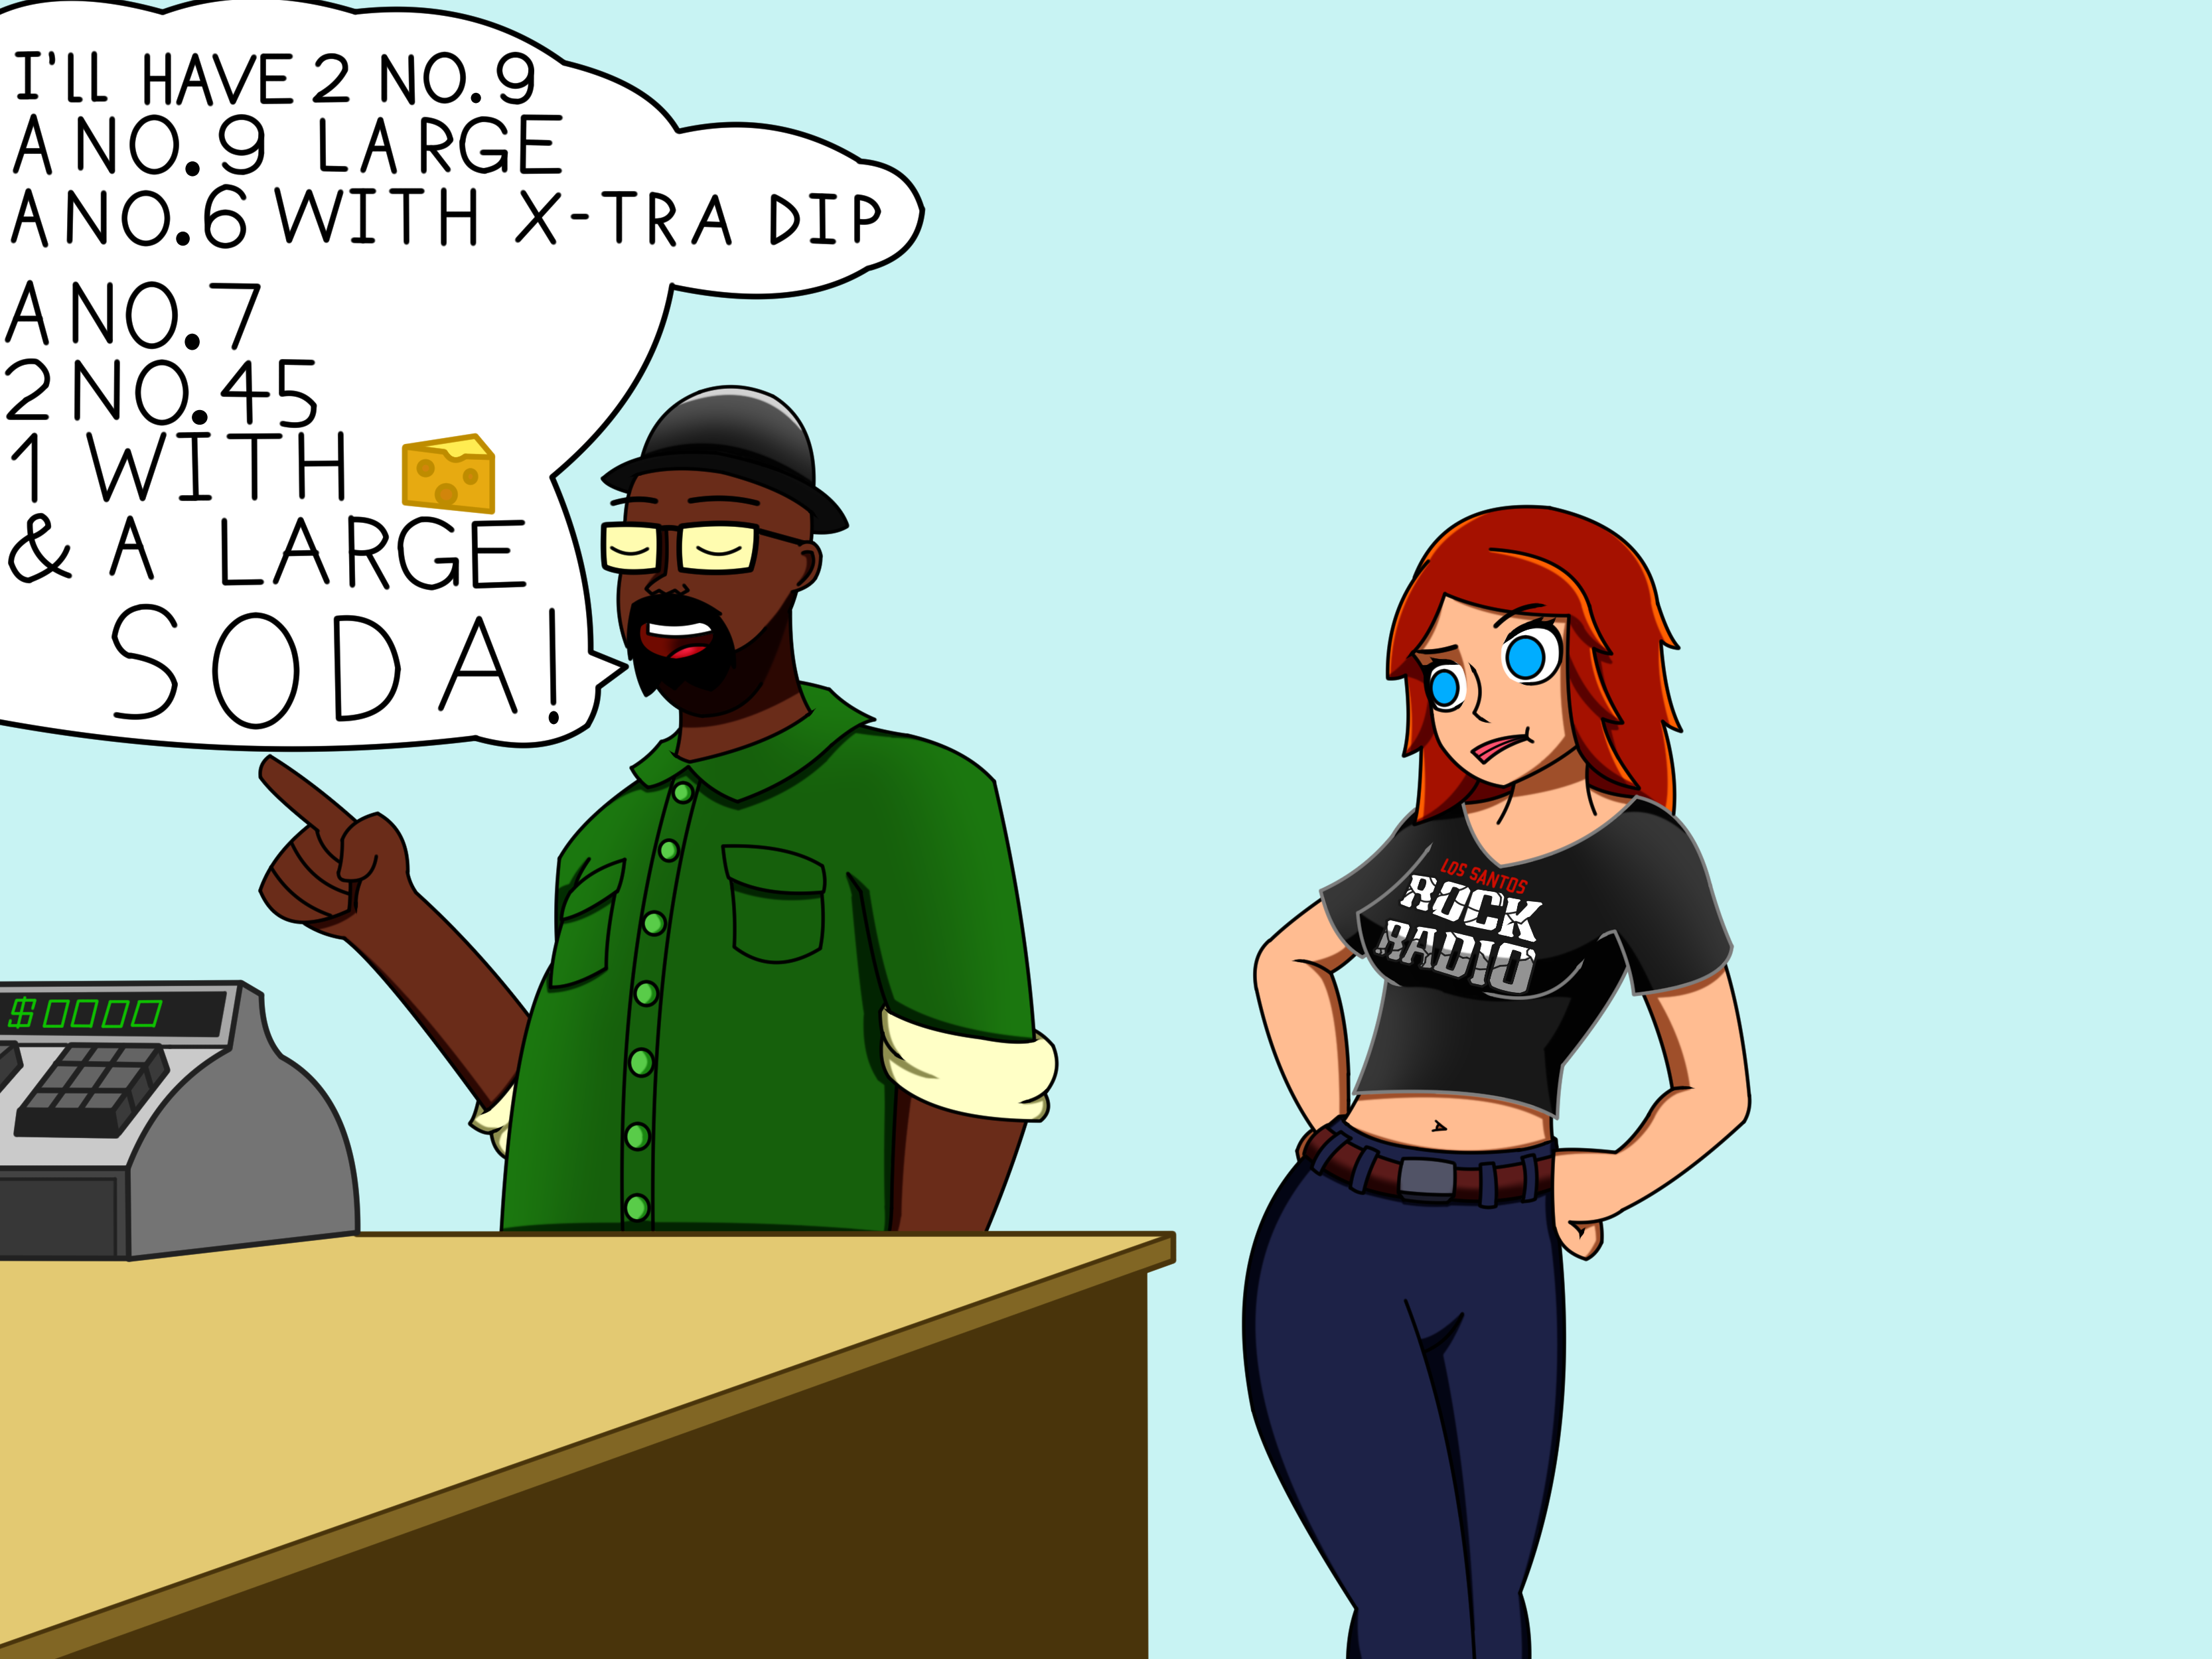 I'LL HAVE 2 NO.9
A NO.9 LARGE
A NO.6 WITH X-TRA DIP
A NO.7
2 NO.45
1 WITH
& A LARGE
SODA!
$0000
LOS SANTOS
ROCK
RADIO